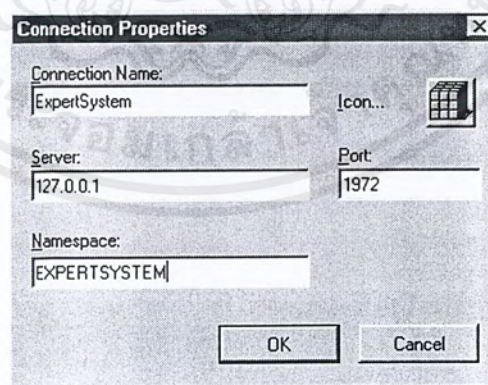 Connection Properties
Connection Name:
ExpertSystem
Icon...
Server:
Port:
127.0.0.1
1972
Namespace:
EXPERTSYSTEM
OK
Cancel